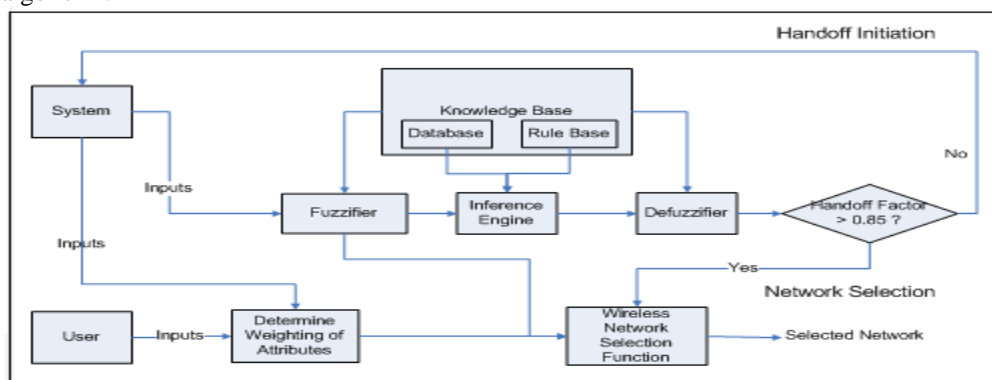 Handoff Initiation
System
Knowledge Base
Database
Rule Base
No
Inputs
Fuzzifier
Inference
Engine
Defuzzifier
Handoff Factor
> 0.85 ?
Inputs
Yes
Network Selection
User
Inputs
Determine
Weighting of
Attributes
Wireless
Network
Selection
Function
Selected Network